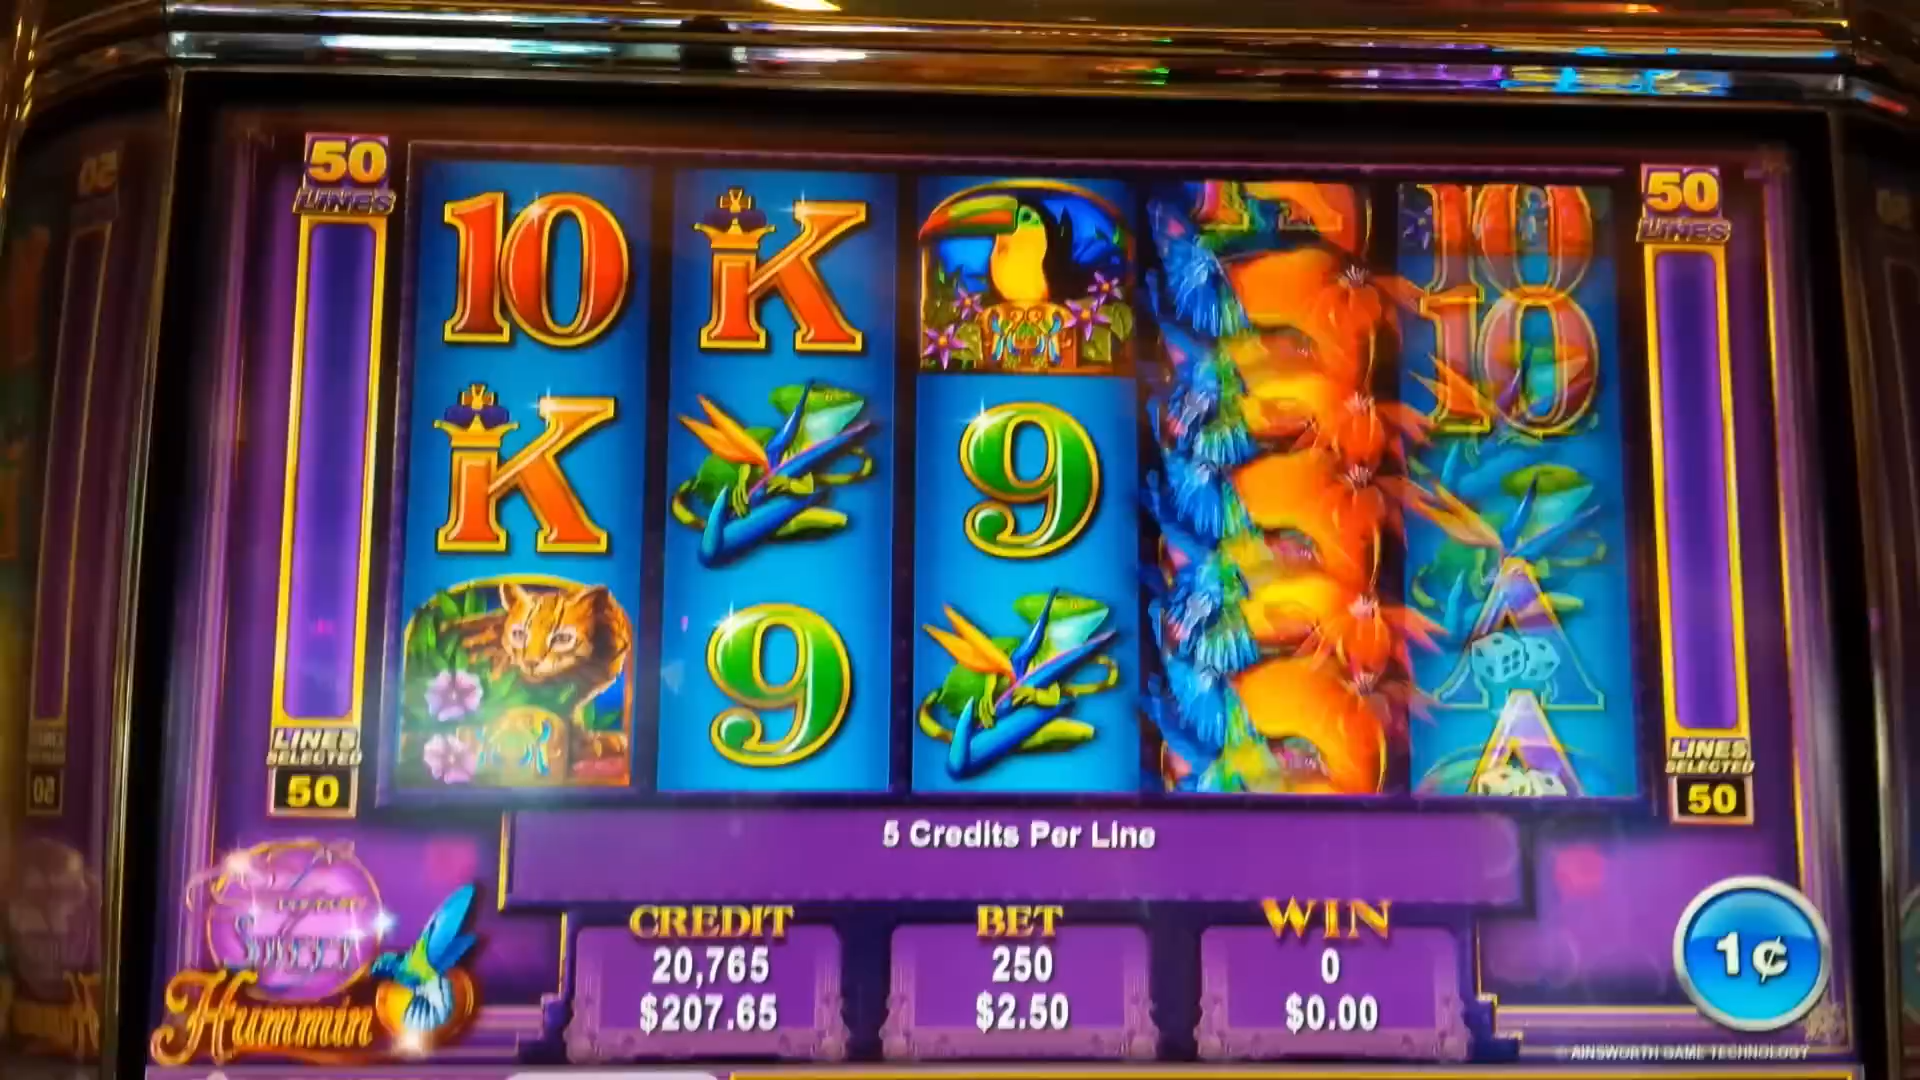 50
LINES
50
LINES
10
K
10
K
9
10
9
A
A
LINES
SELECTED
50
LINES
SELECTED
50
5 Credits Per Line
Sweet
Hummin
CREDIT
20,765
$207.65
BET
250
$2.50
WIN
0
$0.00
1¢
AINSWORTH GAME TECHNOLOGY